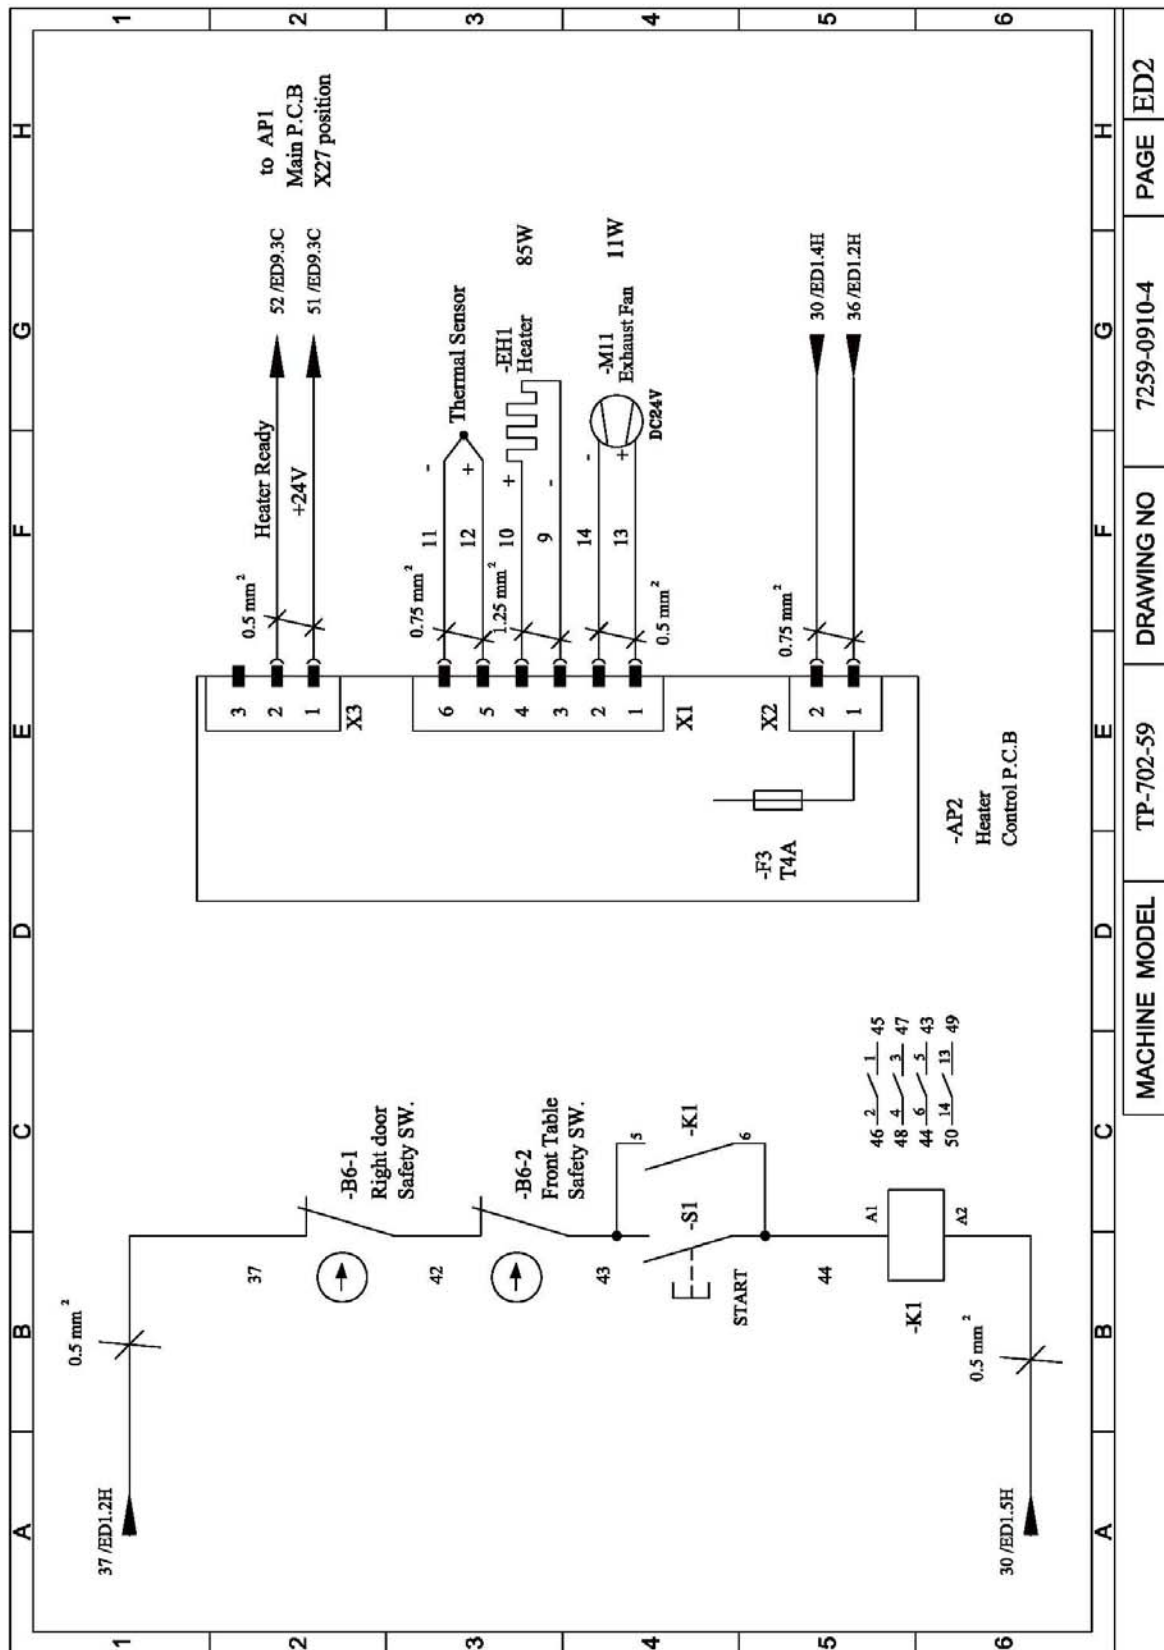 A B C D E F G H
1
2
3
4
5
6
37 /ED1.2H
0.5 mm²
37
-B6-1
Right door
Safety SW.
42
-B6-2
Front Table
Safety SW.
43
-S1
START
5
-K1
6
44
A1
A2
-K1
46 2 1 45
48 4 3 47
44 6 5 43
50 14 13 49
0.5 mm²
30 /ED1.5H
3
2
1
X3
0.5 mm²
Heater Ready
+24V
52 /ED9.3C
51 /ED9.3C
to AP1
Main P.C.B
X27 position
6
5
4
3
2
1
X1
0.75 mm²
11 -
12 +
Thermal Sensor
1.25 mm²
10 +
9 -
-EH1
Heater
85W
14 -
13 +
0.5 mm²
-M11
Exhaust Fan
DC24V
11W
X2
2
1
0.75 mm²
30 /ED1.4H
36 /ED1.2H
-F3
T4A
-AP2
Heater
Control P.C.B
1
2
3
4
5
6
A B C D E F G H
MACHINE MODEL TP-702-59 DRAWING NO 7259-0910-4 PAGE ED2